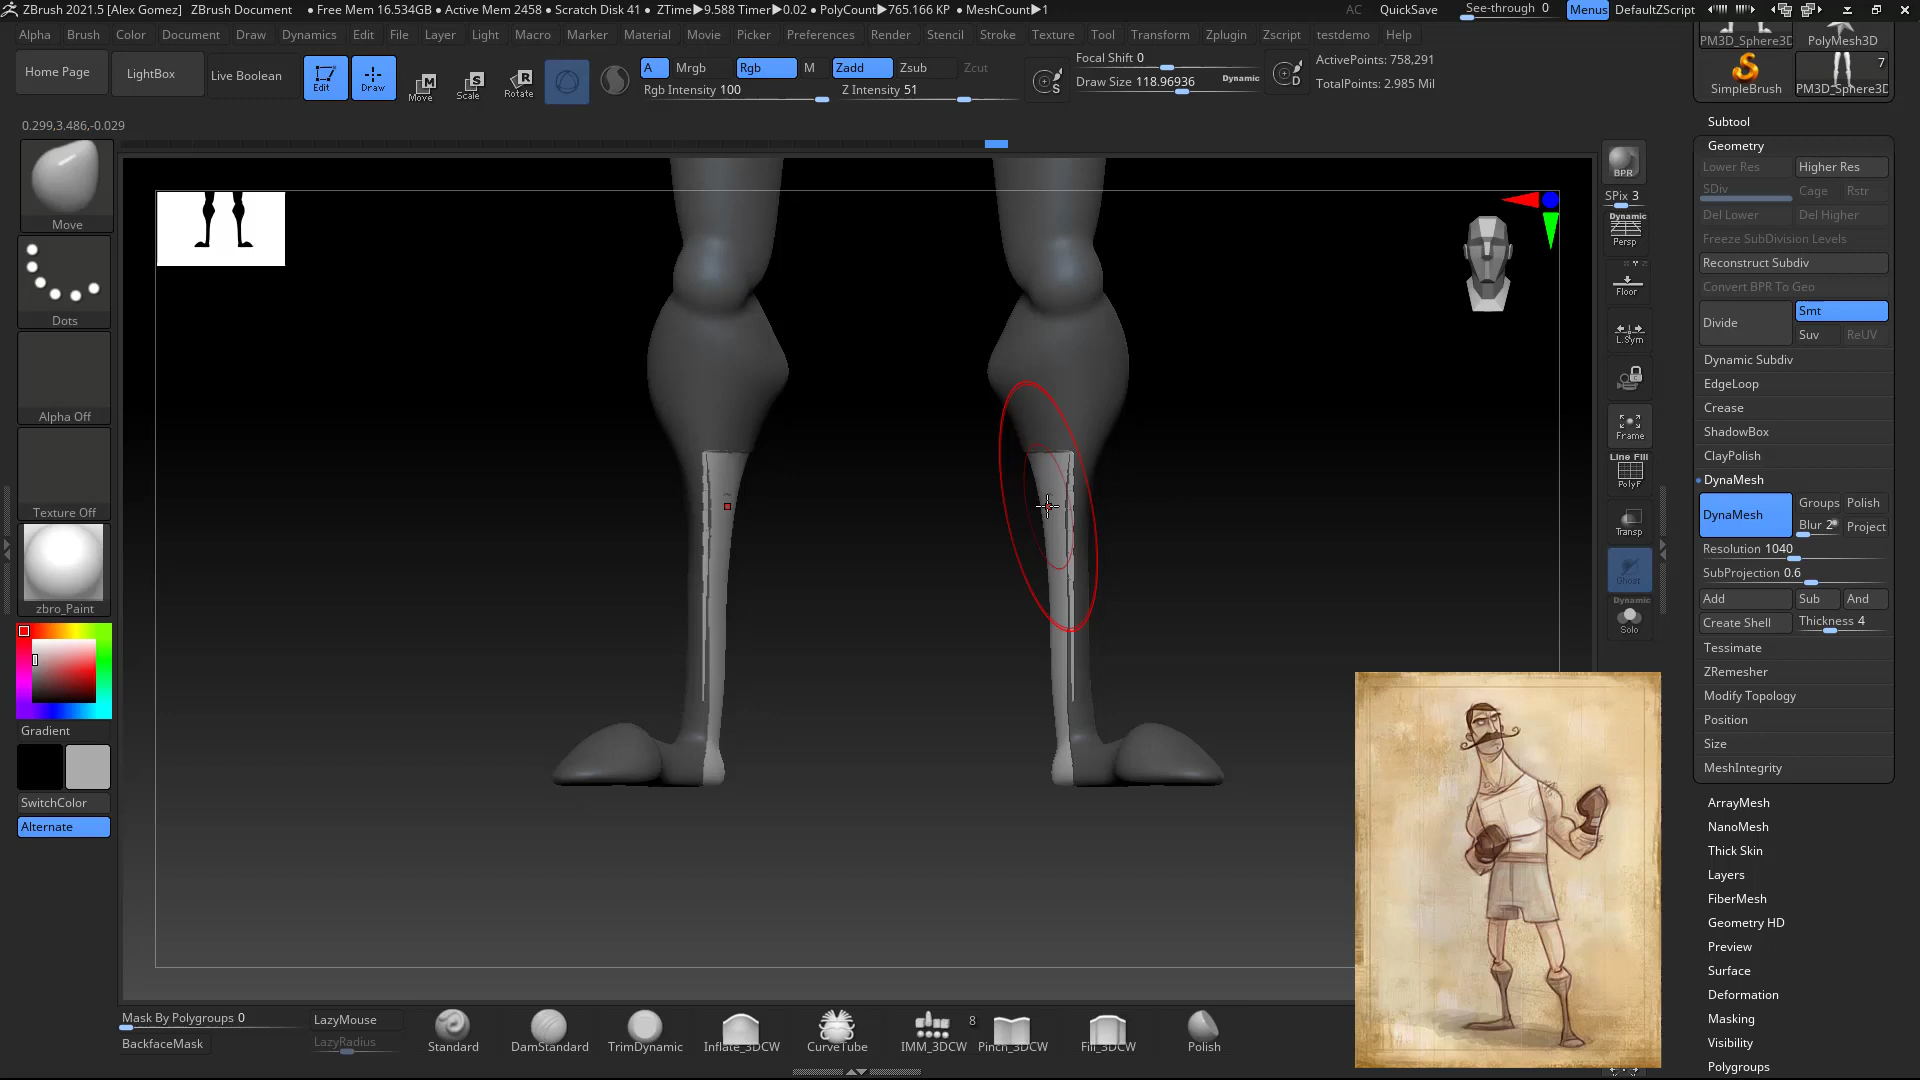 ZBrush 2021.5 [Alex Gomez] ZBrush Document • Free Mem 16.534GB • Active Mem 2458 • Scratch Disk 41 • ZTime▶9.588 Timer▶0.02 • PolyCount▶765.166 KP • MeshCount▶1 AC QuickSave See-through 0 Menus DefaultZScript
Alpha Brush Color Document Draw Dynamics Edit File Layer Light Macro Marker Material Movie Picker Preferences Render Stencil Stroke Texture Tool Transform Zplugin Zscript testdemo Help
Home Page LightBox Live Boolean Edit Draw Move Scale Rotate
A Mrgb Rgb M Zadd Zsub Zcut
Rgb Intensity 100 Z Intensity 51
S Focal Shift 0
Draw Size 118.96936 Dynamic
D ActivePoints: 758,291
TotalPoints: 2.985 Mil
PM3D_Sphere3D PolyMesh3D
SimpleBrush 7 PM3D_Sphere3D
0.299,3.486,-0.029
Move
Dots
Alpha Off
Texture Off
zbro_Paint
Gradient
SwitchColor
Alternate
BPR
SPix 3
Dynamic
Persp
Floor
L.Sym
Frame
Line Fill
PolyF
Transp
Ghost
Dynamic
Solo
Subtool
Geometry
Lower Res Higher Res
SDiv Cage Rstr
Del Lower Del Higher
Freeze SubDivision Levels
Reconstruct Subdiv
Convert BPR To Geo
Divide Smt
Suv ReUV
Dynamic Subdiv
EdgeLoop
Crease
ShadowBox
ClayPolish
DynaMesh
DynaMesh Groups Polish
Blur 2 Project
Resolution 1040
SubProjection 0.6
Add Sub And
Create Shell Thickness 4
Tessimate
ZRemesher
Modify Topology
Position
Size
MeshIntegrity
ArrayMesh
NanoMesh
Thick Skin
Layers
FiberMesh
Geometry HD
Preview
Surface
Deformation
Masking
Visibility
Polygroups
Mask By Polygroups 0 LazyMouse
BackfaceMask LazyRadius
Standard DamStandard TrimDynamic Inflate_3DCW CurveTube IMM_3DCW 8 Pinch_3DCW Fill_3DCW Polish